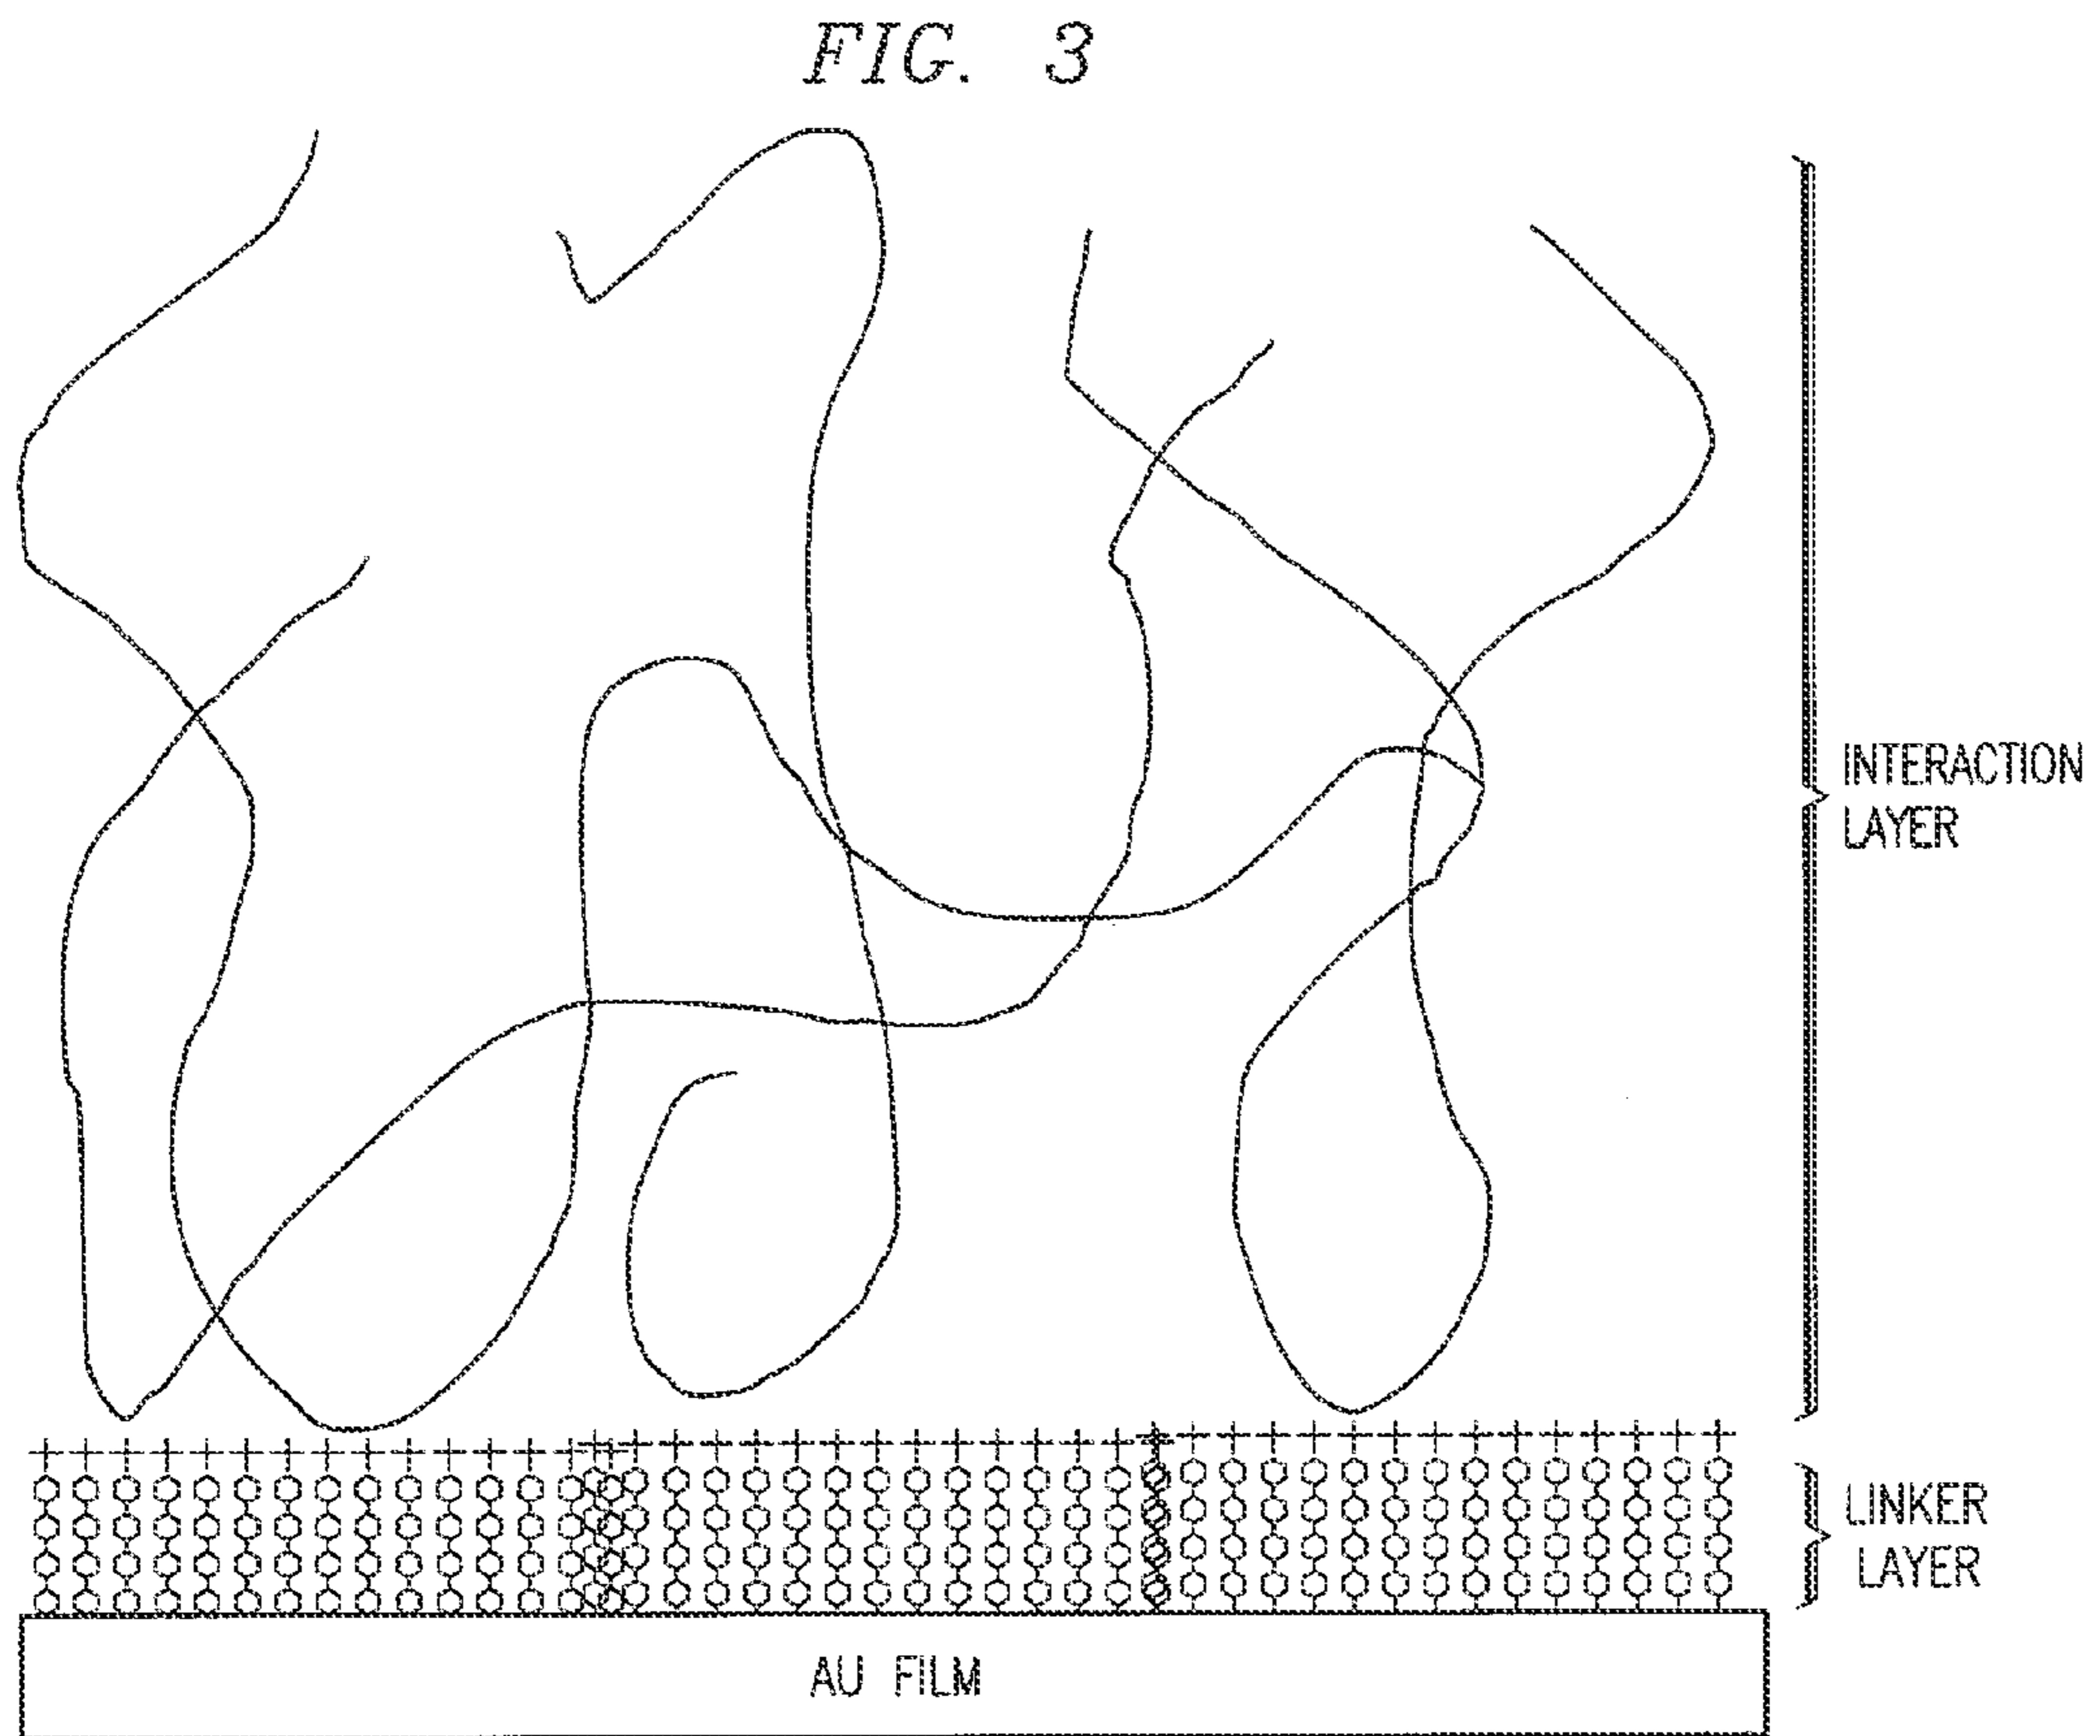 FIG. 3
INTERACTION
LAYER
LINKER
LAYER
AU FILM